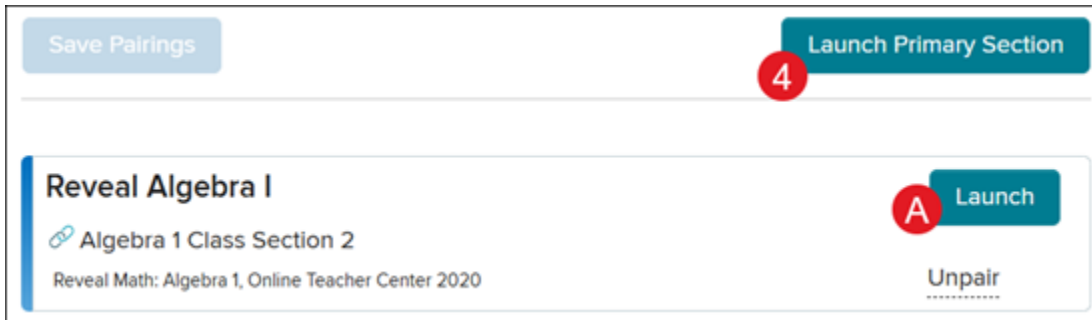 Save Pairings
Launch Primary Section
4
Reveal Algebra I
A
Launch
Algebra 1 Class Section 2
Reveal Math: Algebra 1, Online Teacher Center 2020
Unpair